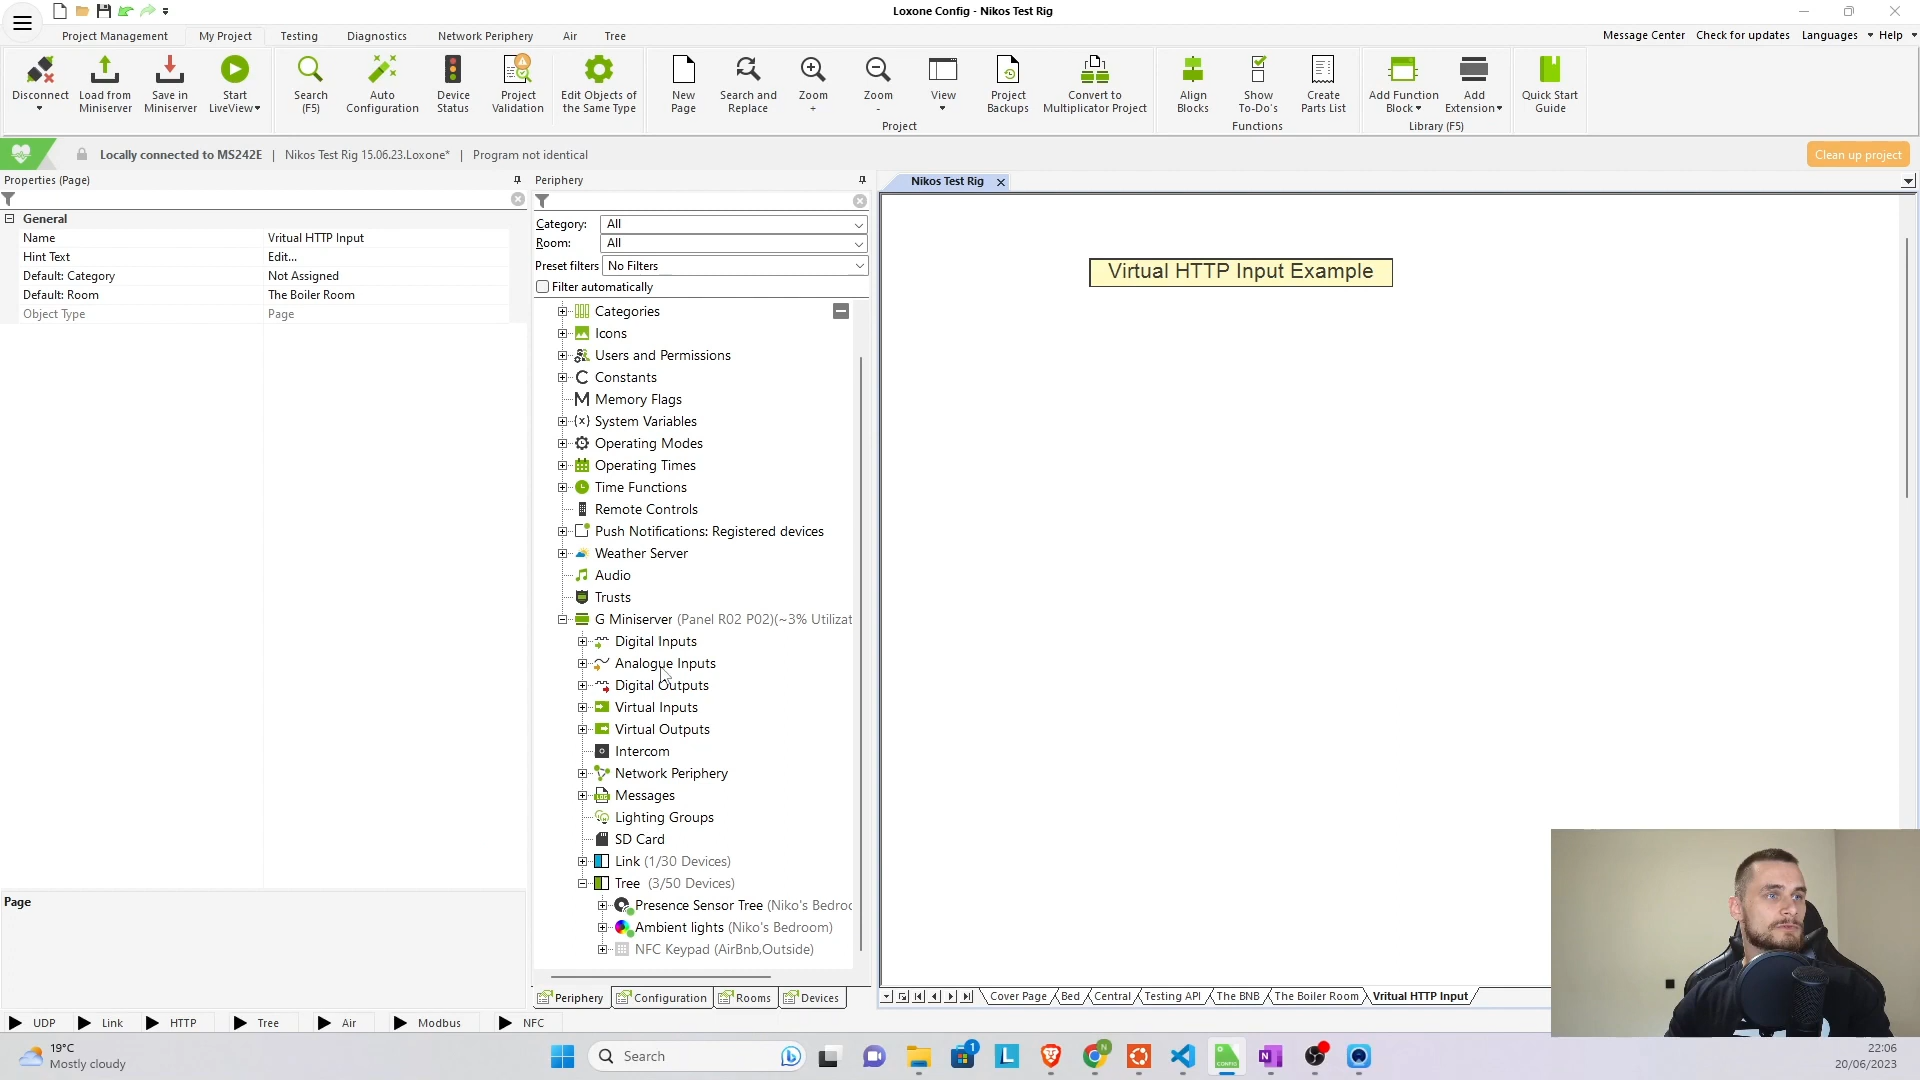 Loxone Config - Nikos Test Rig
Project Management
My Project
Testing
Diagnostics
Network Periphery
Air
Tree
Message Center
Check for updates
Languages
Help
Disconnect
Load from
Miniserver
Save in
Miniserver
Start
LiveView
Search
(F5)
Auto
Configuration
Device
Status
Project
Validation
Edit Objects of
the Same Type
New
Page
Search and
Replace
Zoom
+
Zoom
-
View
Project
Backups
Convert to
Multiplicator Project
Align
Blocks
Show
To-Do's
Create
Parts List
Add Function
Block
Add
Extension
Quick Start
Guide
Project
Functions
Library (F5)
Locally connected to MS242E | Nikos Test Rig 15.06.23.Loxone* | Program not identical
Clean up project
Properties (Page)
General
Name Vritual HTTP Input
Hint Text Edit...
Default: Category Not Assigned
Default: Room The Boiler Room
Object Type Page
Page
Periphery
Category: All
Room: All
Preset filters No Filters
Filter automatically
Categories
Icons
Users and Permissions
Constants
Memory Flags
System Variables
Operating Modes
Operating Times
Time Functions
Remote Controls
Push Notifications: Registered devices
Weather Server
Audio
Trusts
G Miniserver (Panel R02 P02)(~3% Utilizat
Digital Inputs
Analogue Inputs
Digital Outputs
Virtual Inputs
Virtual Outputs
Intercom
Network Periphery
Messages
Lighting Groups
SD Card
Link (1/30 Devices)
Tree (3/50 Devices)
Presence Sensor Tree (Niko's Bedroo
Ambient lights (Niko's Bedroom)
NFC Keypad (AirBnb,Outside)
Periphery
Configuration
Rooms
Devices
Nikos Test Rig
Virtual HTTP Input Example
Cover Page
Bed
Central
Testing API
The BNB
The Boiler Room
Vritual HTTP Input
UDP
Link
HTTP
Tree
Air
Modbus
NFC
19°C
Mostly cloudy
Search
1
22:06
20/06/2023